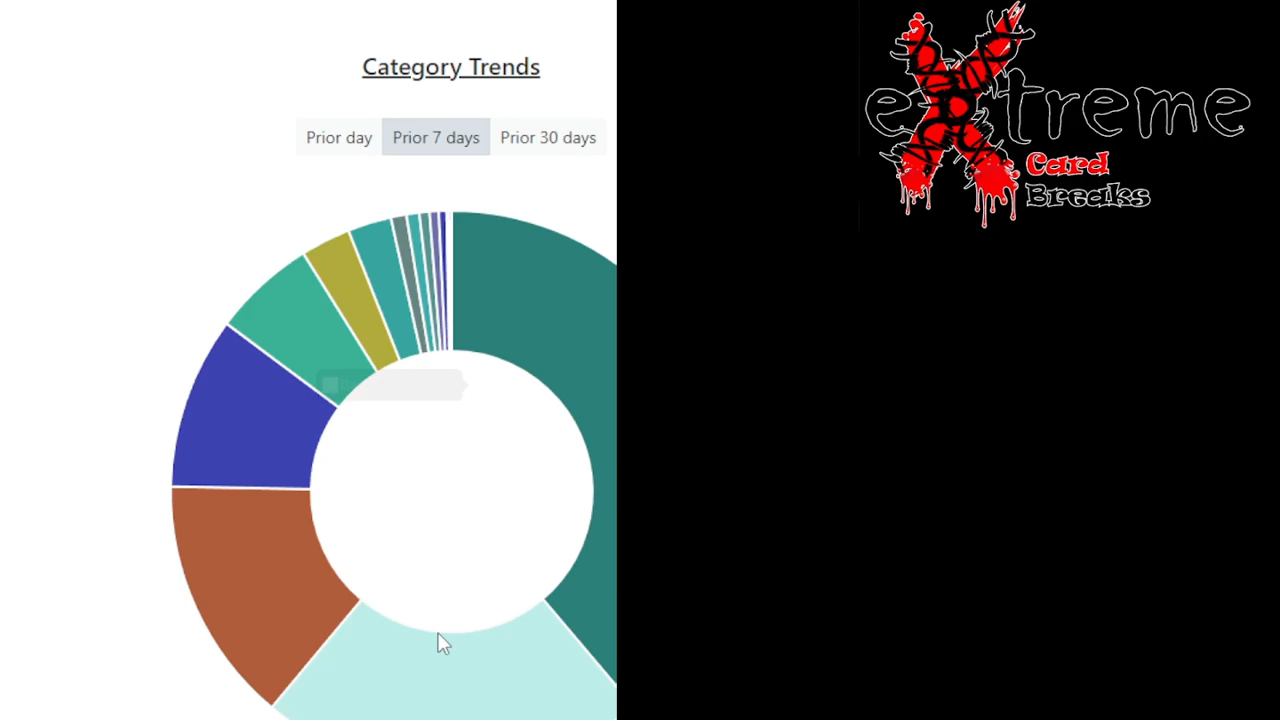 Category Trends
Prior day
Prior 7 days
Prior 30 days
eXtreme
Card
Breaks